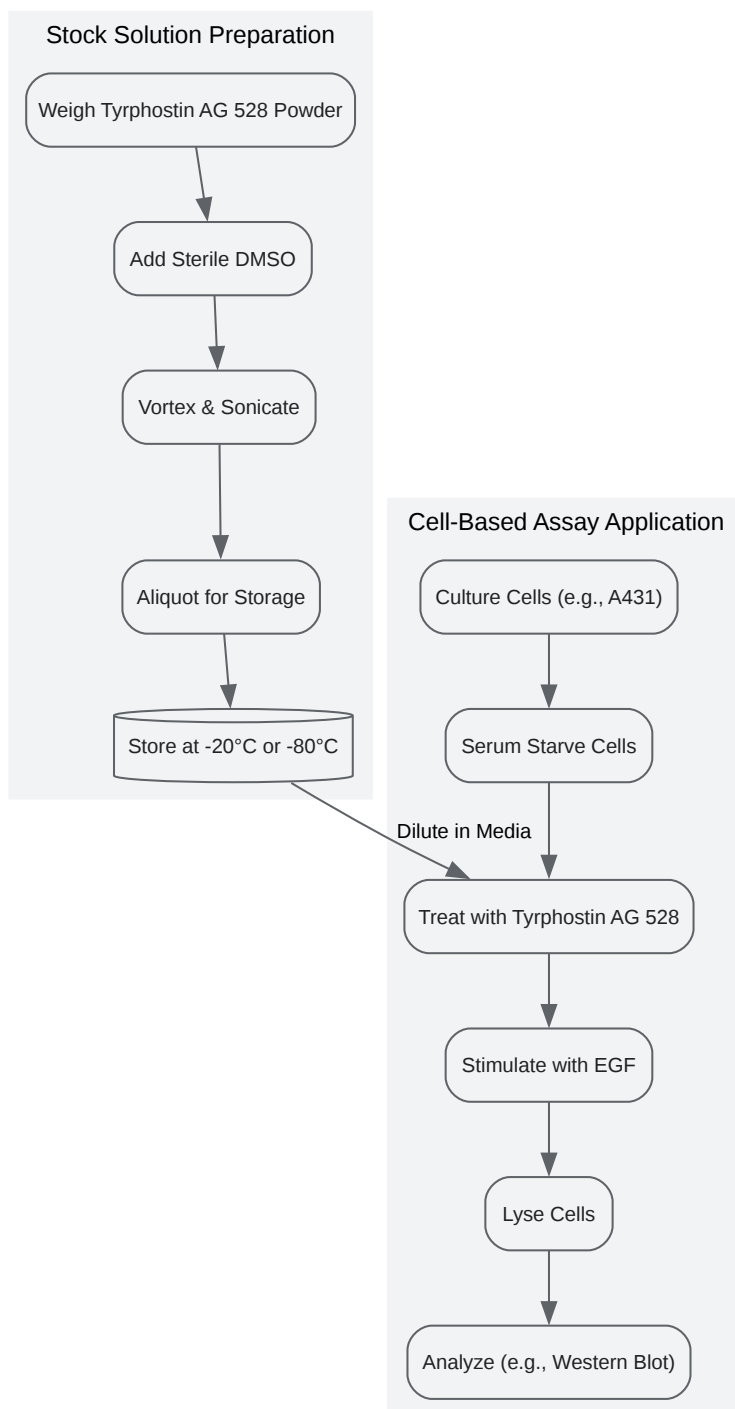 Stock Solution Preparation
Weigh Tyrphostin AG 528 Powder
Add Sterile DMSO
Vortex & Sonicate
Aliquot for Storage
Store at -20°C or -80°C
Cell-Based Assay Application
Culture Cells (e.g., A431)
Serum Starve Cells
Dilute in Media
Treat with Tyrphostin AG 528
Stimulate with EGF
Lyse Cells
Analyze (e.g., Western Blot)